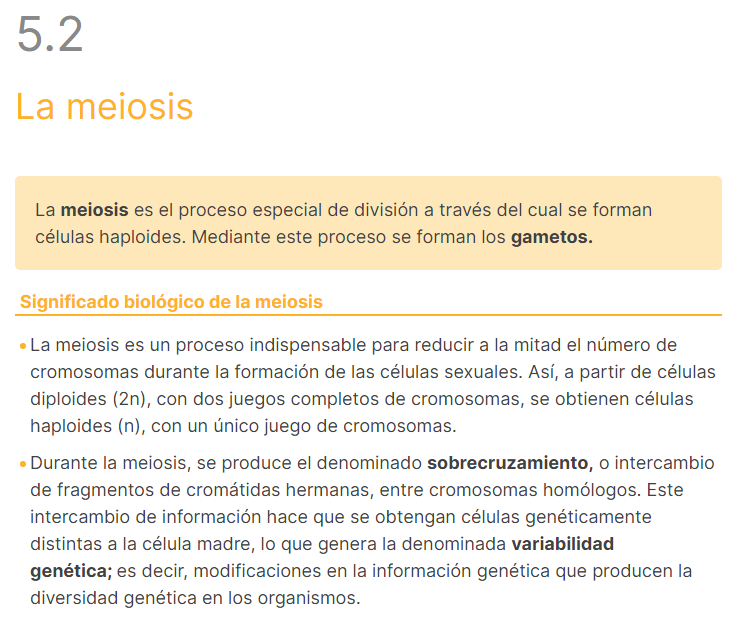 5.2
La meiosis
La meiosis es el proceso especial de división a través del cual se forman
células haploides. Mediante este proceso se forman los gametos.
Significado biológico de la meiosis
• La meiosis es un proceso indispensable para reducir a la mitad el número de
cromosomas durante la formación de las células sexuales. Así, a partir de células
diploides (2n), con dos juegos completos de cromosomas, se obtienen células
haploides (n), con un único juego de cromosomas.
• Durante la meiosis, se produce el denominado sobrecruzamiento, o intercambio
de fragmentos de cromátidas hermanas, entre cromosomas homólogos. Este
intercambio de información hace que se obtengan células genéticamente
distintas a la célula madre, lo que genera la denominada variabilidad
genética; es decir, modificaciones en la información genética que producen la
diversidad genética en los organismos.